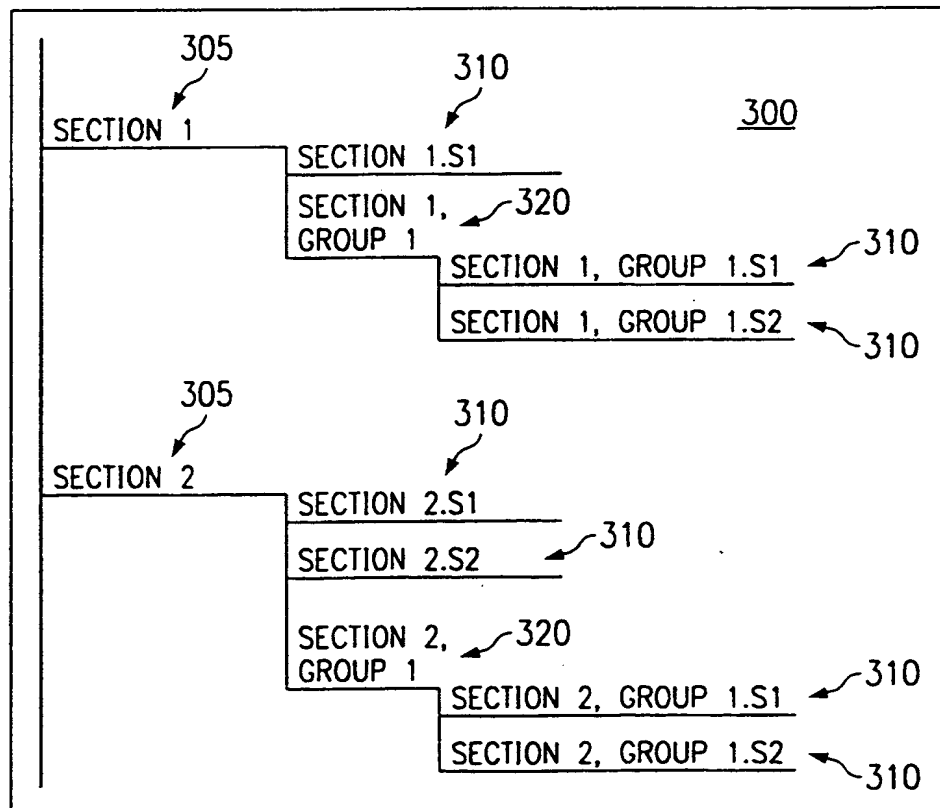 305
310
300
SECTION 1
SECTION 1.S1
SECTION 1,
GROUP 1
320
SECTION 1, GROUP 1.S1
310
SECTION 1, GROUP 1.S2
310
305
310
SECTION 2
SECTION 2.S1
SECTION 2.S2
310
SECTION 2,
GROUP 1
320
SECTION 2, GROUP 1.S1
310
SECTION 2, GROUP 1.S2
310